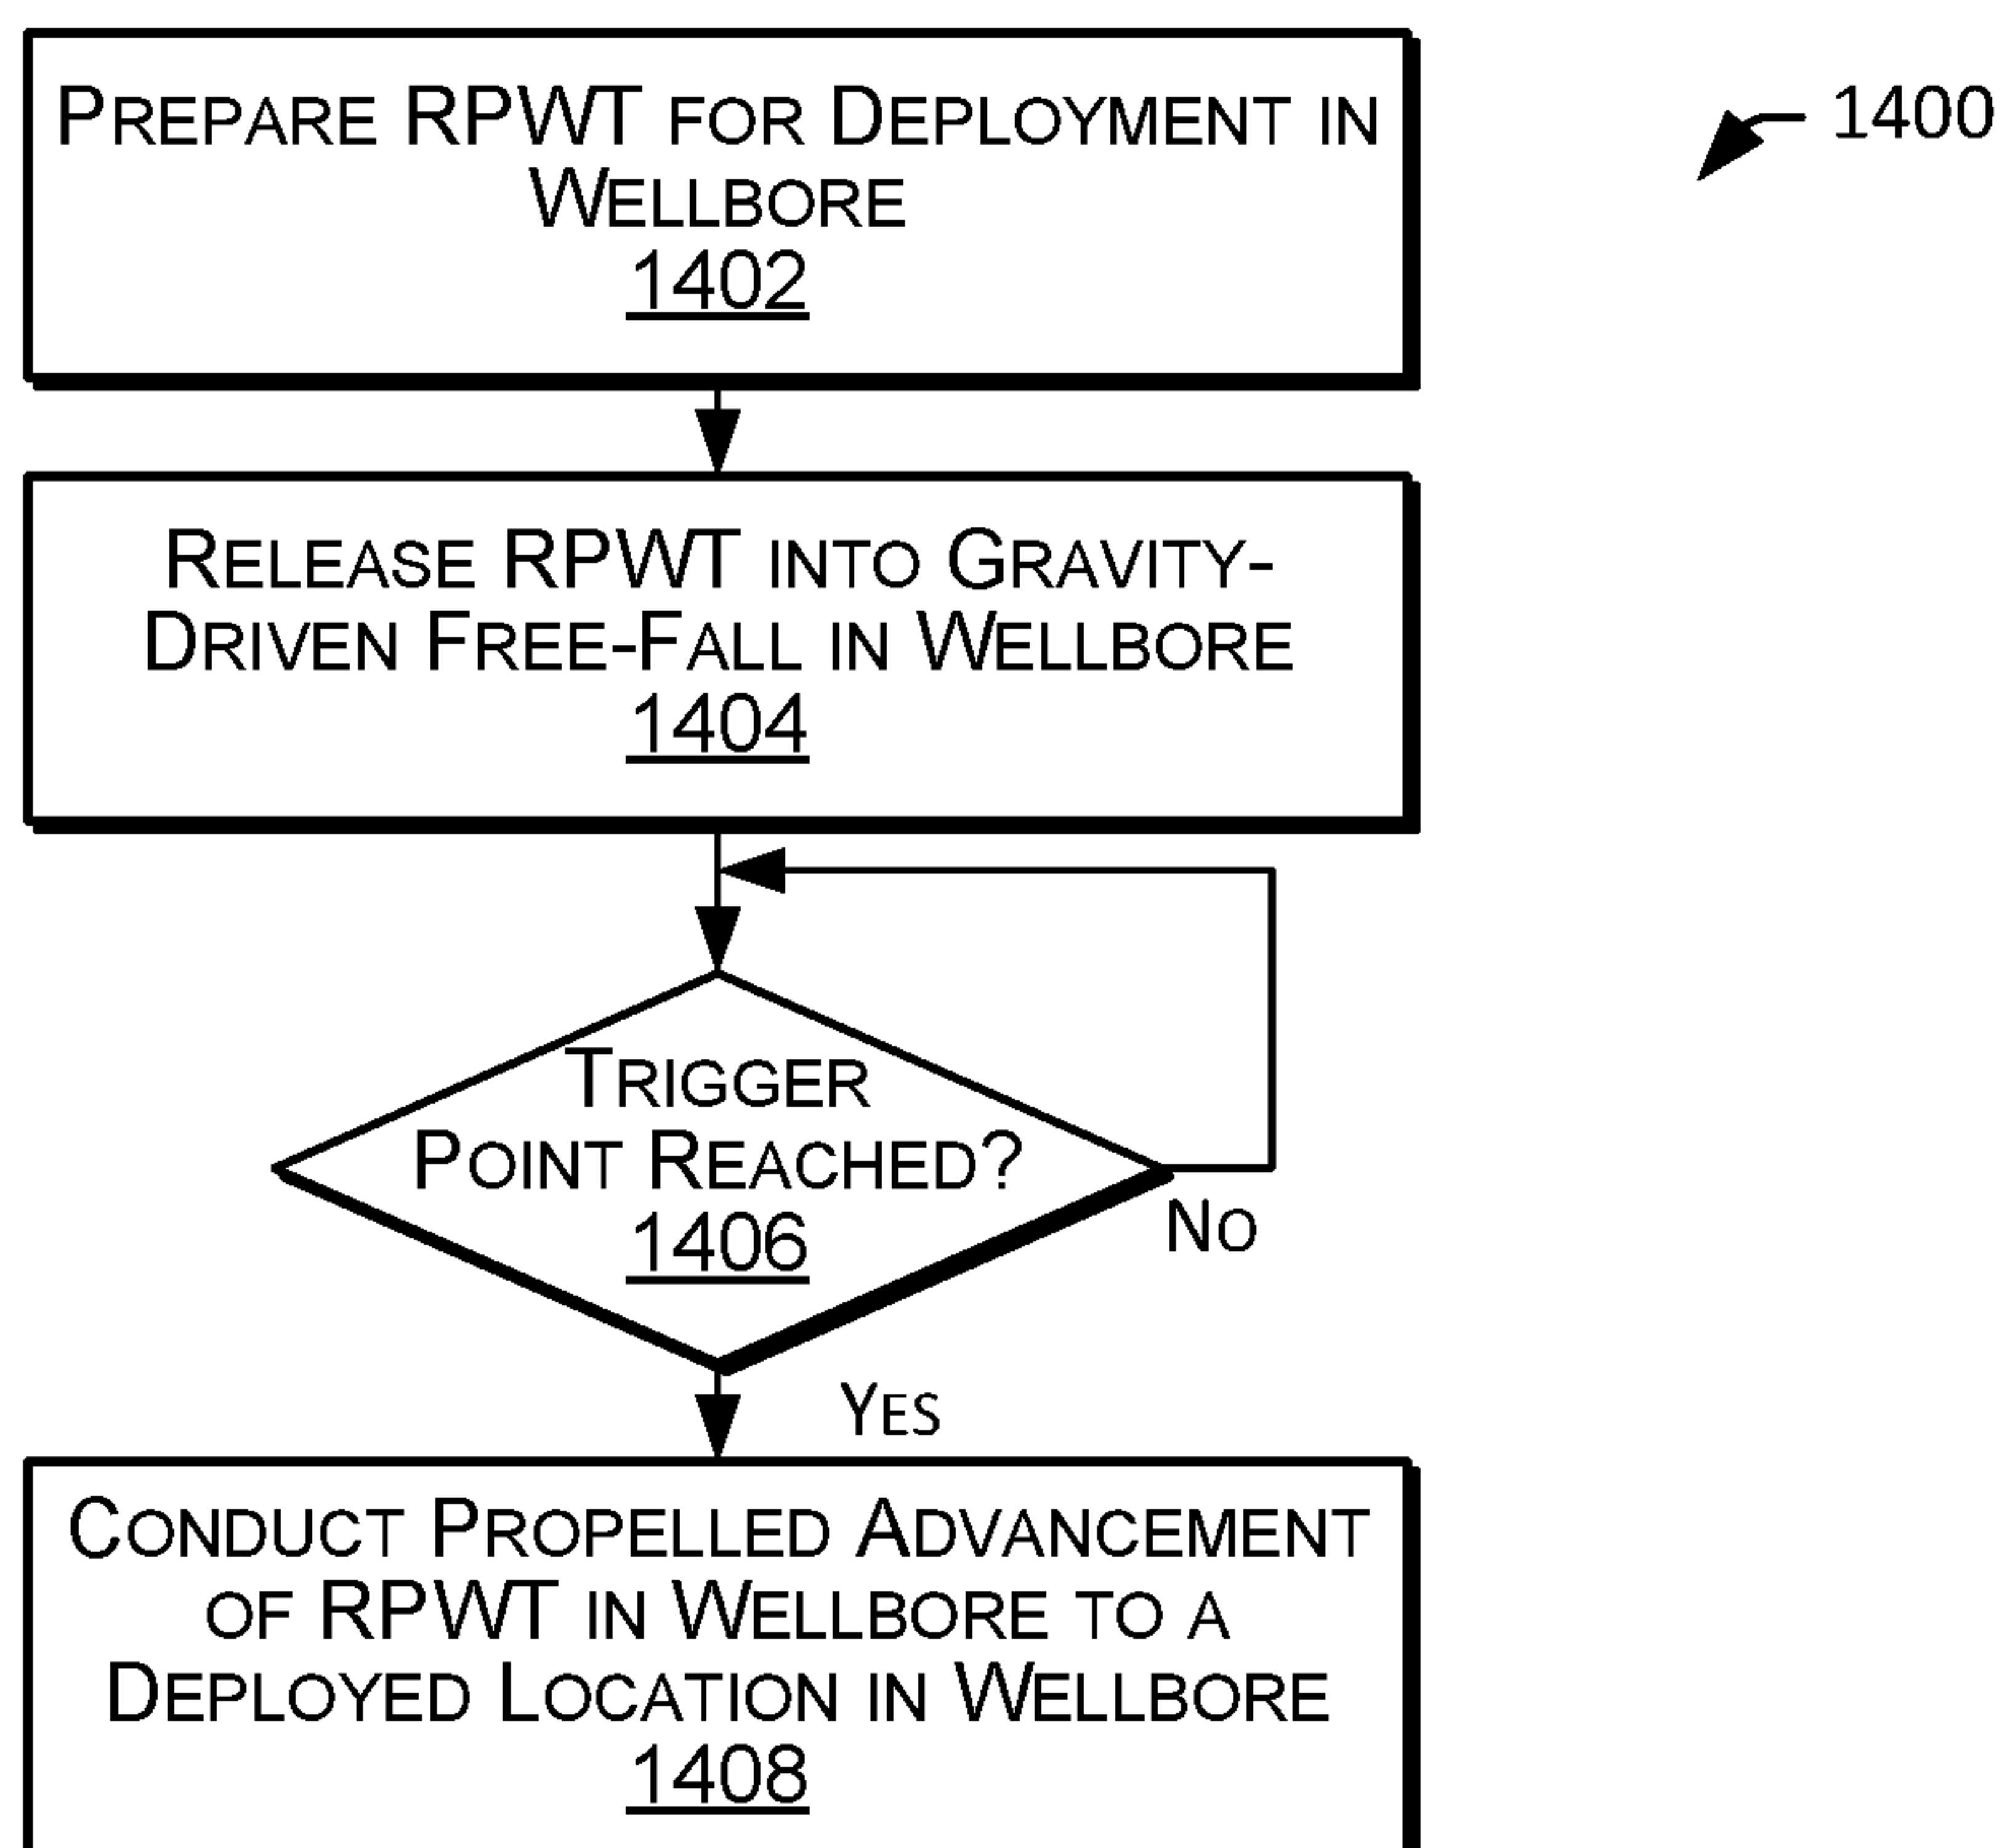 PREPARE RPWT FOR DEPLOYMENT IN
WELLBORE
1402
1400
RELEASE RPWT INTO GRAVITY-
DRIVEN FREE-FALL IN WELLBORE
1404
TRIGGER
POINT REACHED?
1406
NO
YES
CONDUCT PROPELLED ADVANCEMENT
OF RPWT IN WELLBORE TO A
DEPLOYED LOCATION IN WELLBORE
1408